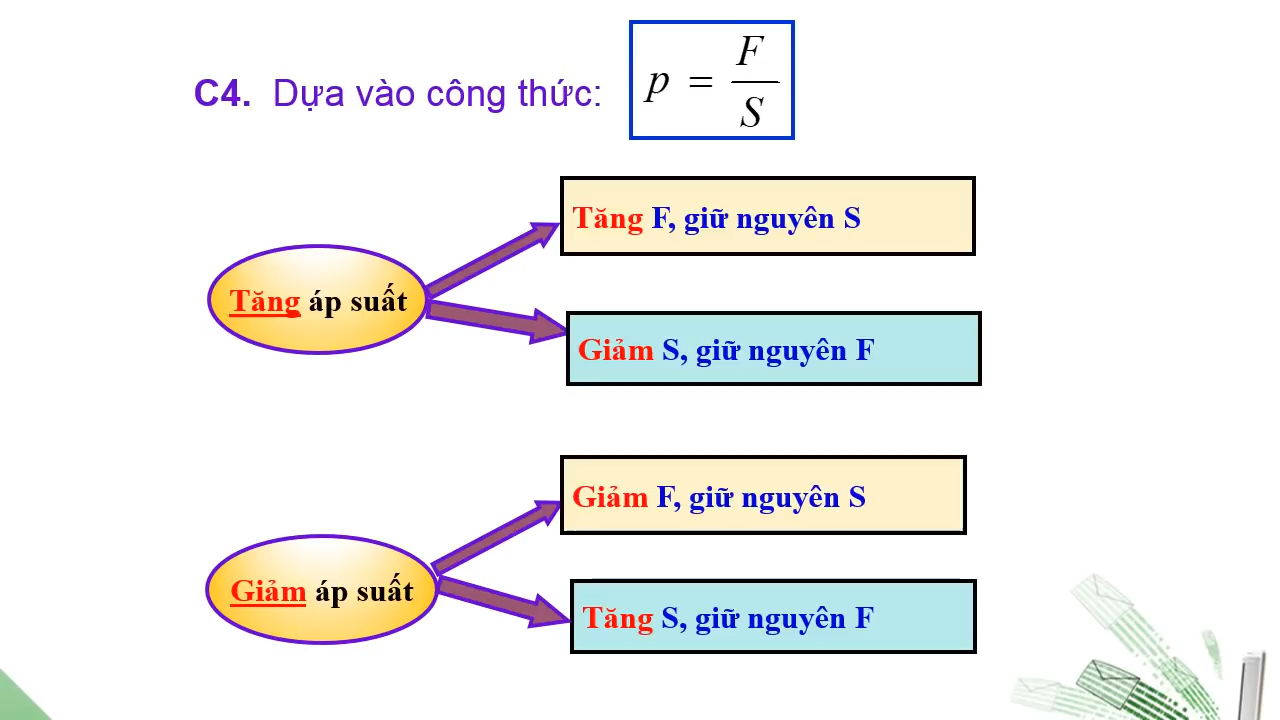 C4. Dựa vào công thức:
p = F/S
Tăng áp suất
Tăng F, giữ nguyên S
Giảm S, giữ nguyên F
Giảm áp suất
Giảm F, giữ nguyên S
Tăng S, giữ nguyên F